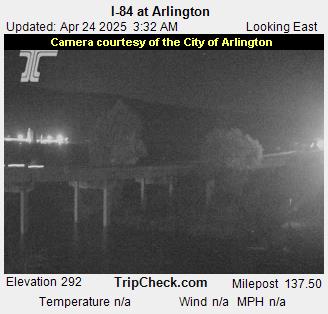 I-84 at Arlington
Updated: Apr 24 2025 3:32 AM Looking East
Camera courtesy of the City of Arlington
Elevation 292 TripCheck.com Milepost 137.50
Temperature n/a Wind n/a MPH n/a